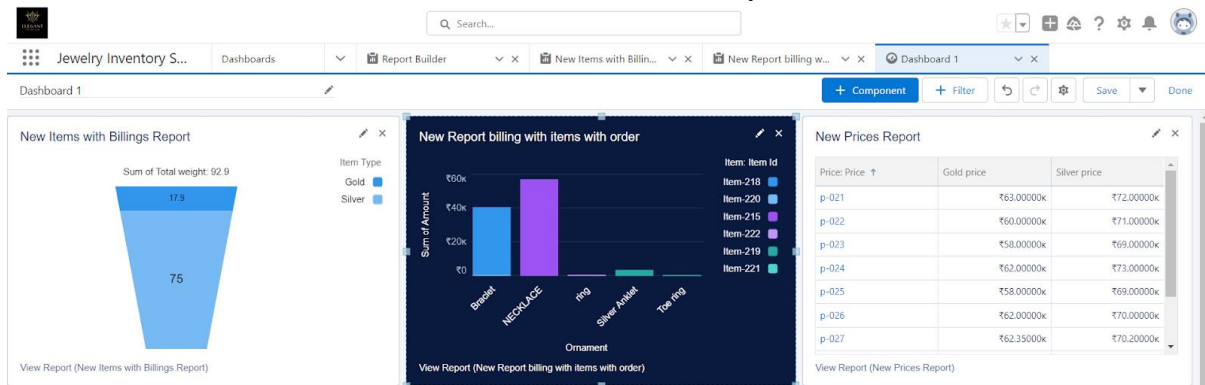 ELEGANT
Search...
Jewelry Inventory S...
Dashboards
Report Builder
New Items with Billin...
New Report billing w...
Dashboard 1
Dashboard 1
+ Component
+ Filter
Save
Done
New Items with Billings Report
Sum of Total weight: 92.9
Item Type
Gold
Silver
17.9
75
View Report (New Items with Billings Report)
New Report billing with items with order
Item: Item Id
Item-218
Item-220
Item-215
Item-222
Item-219
Item-221
Sum of Amount
₹60K
₹40K
₹20K
₹0
Braclet
NECKLACE
ring
Silver Anklet
Toe ring
Ornament
View Report (New Report billing with items with order)
New Prices Report
Price: Price ↑ Gold price Silver price
p-021 ₹63.00000K ₹72.00000K
p-022 ₹60.00000K ₹71.00000K
p-023 ₹58.00000K ₹69.00000K
p-024 ₹62.00000K ₹73.00000K
p-025 ₹58.00000K ₹69.00000K
p-026 ₹62.00000K ₹70.00000K
p-027 ₹62.35000K ₹70.20000K
View Report (New Prices Report)